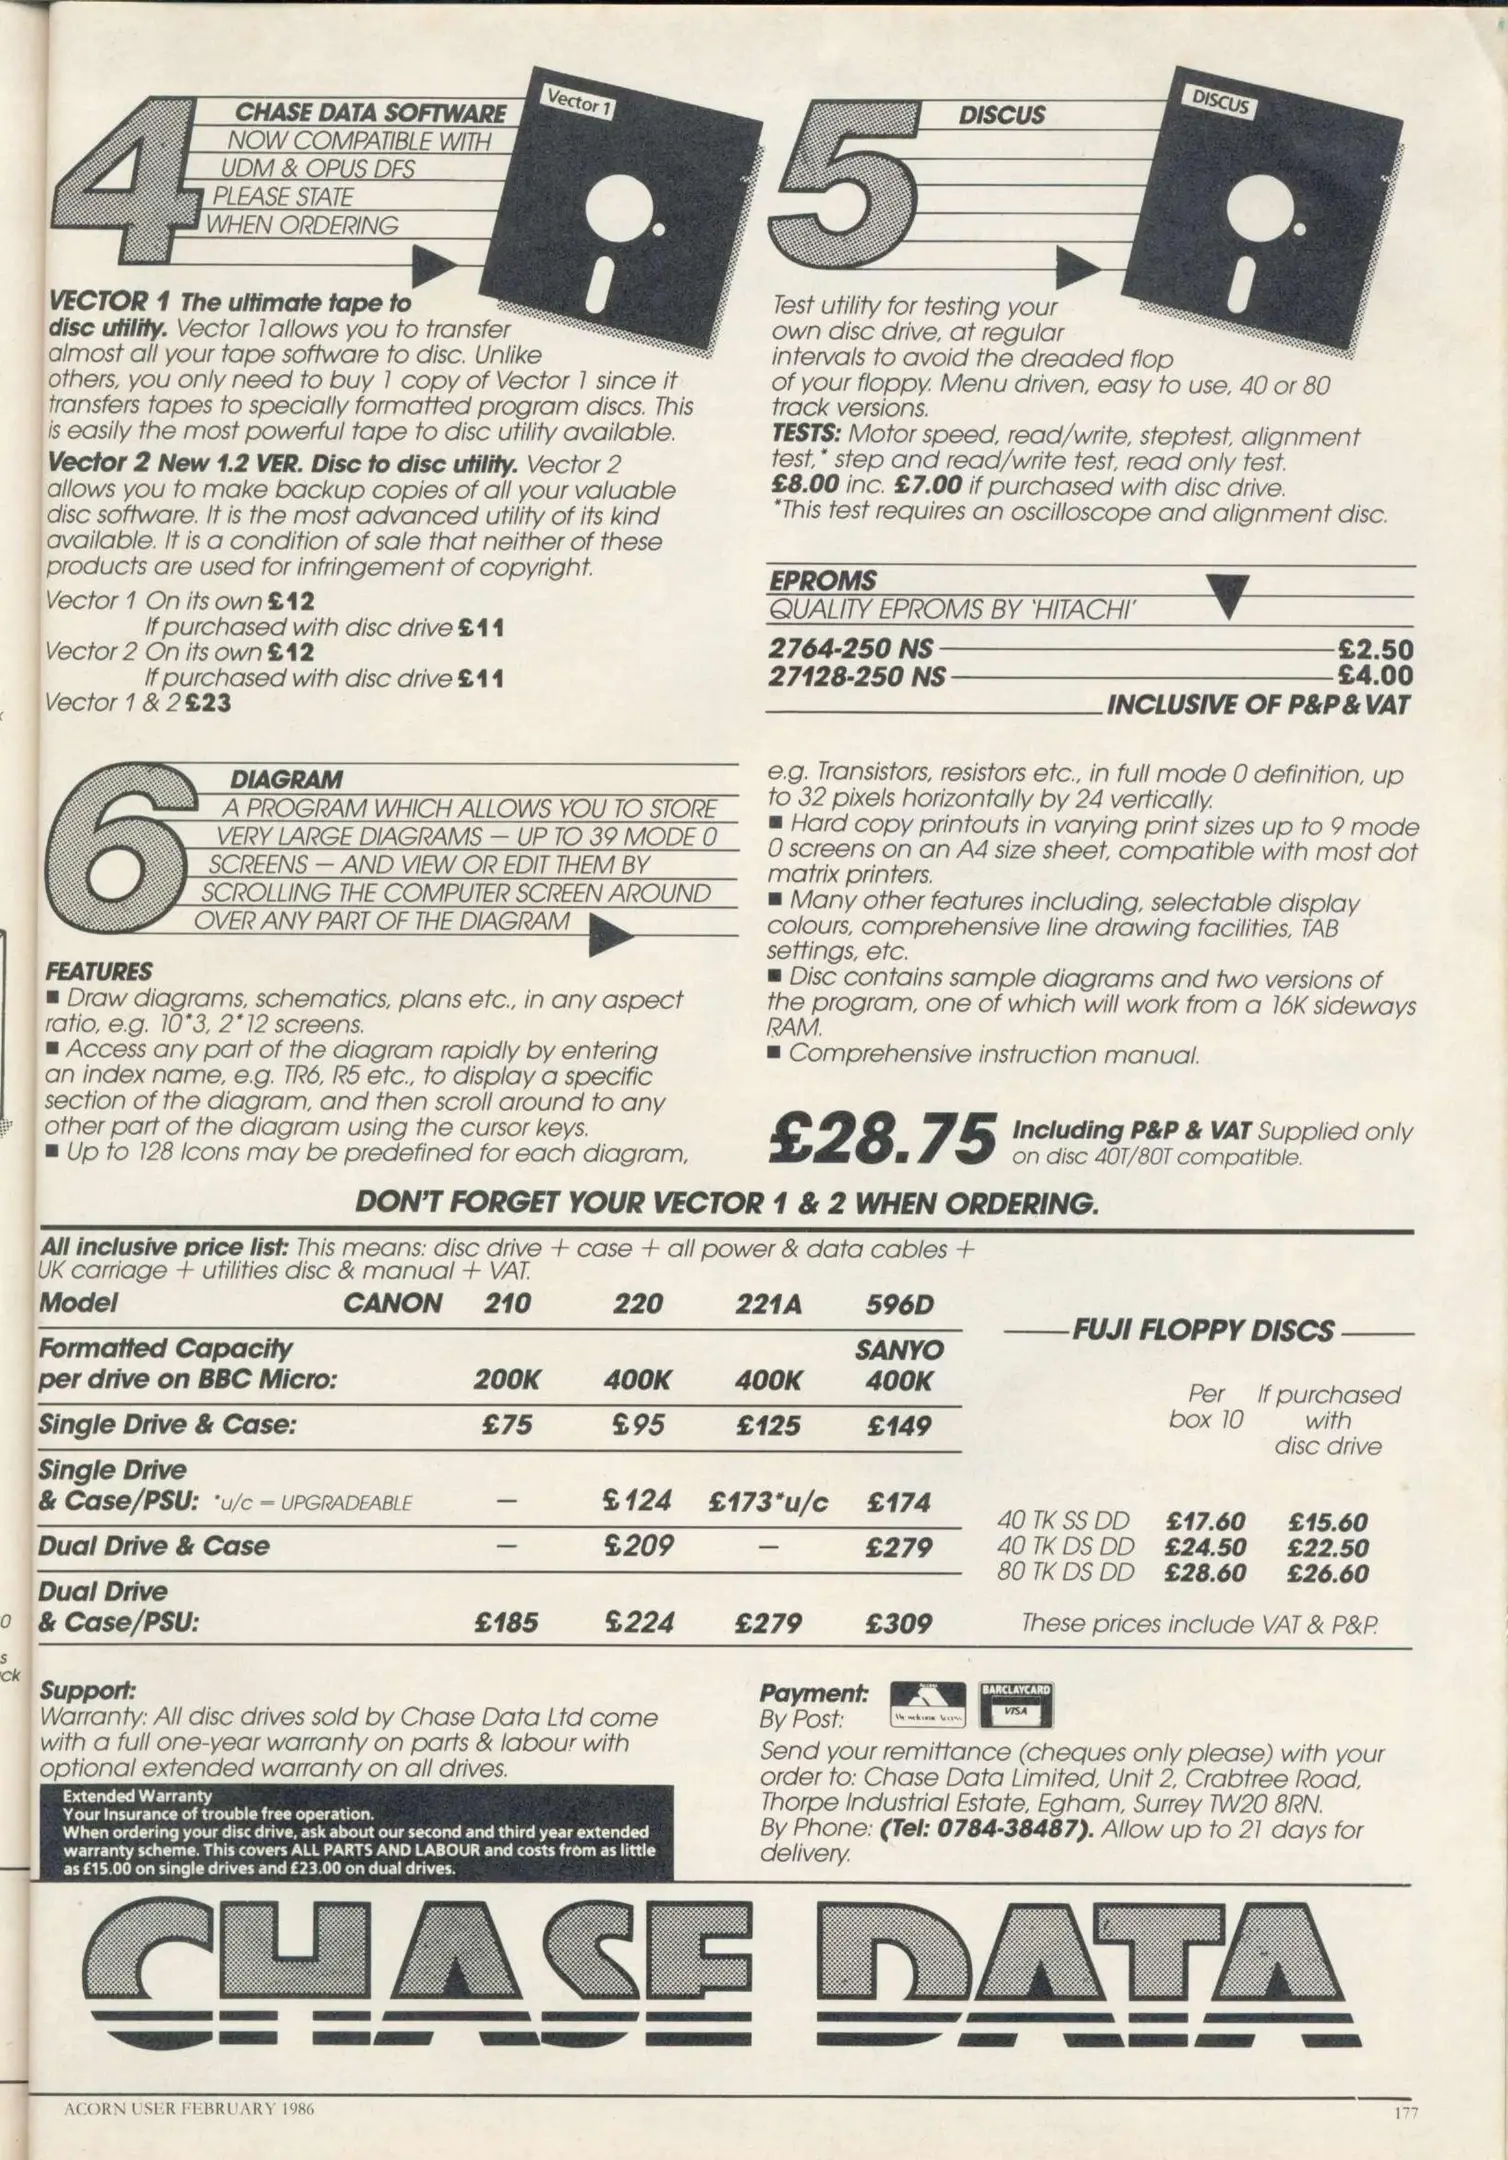 CHASE DATA SOFTWARE
NOW COMPATIBLE WITH
UDM & OPUS DFS
PLEASE STATE
WHEN ORDERING
4
Vector 1
VECTOR 1 The ultimate tape to
disc utility. Vector 1 allows you to transfer
almost all your tape software to disc. Unlike
others, you only need to buy 1 copy of Vector 1 since it
transfers tapes to specially formatted program discs. This
is easily the most powerful tape to disc utility available.
Vector 2 New 1.2 VER. Disc to disc utility. Vector 2
allows you to make backup copies of all your valuable
disc software. It is the most advanced utility of its kind
available. It is a condition of sale that neither of these
products are used for infringement of copyright.
Vector 1 On its own £12
If purchased with disc drive £11
Vector 2 On its own £12
If purchased with disc drive £11
Vector 1 & 2 £23
5
DISCUS
DISCUS
Test utility for testing your
own disc drive, at regular
intervals to avoid the dreaded flop
of your floppy. Menu driven, easy to use, 40 or 80
track versions.
TESTS: Motor speed, read/write, steptest, alignment
test,* step and read/write test, read only test.
£8.00 inc. £7.00 if purchased with disc drive.
*This test requires an oscilloscope and alignment disc.
EPROMS
QUALITY EPROMS BY 'HITACHI'
2764-250 NS £2.50
27128-250 NS £4.00
INCLUSIVE OF P&P & VAT
6
DIAGRAM
A PROGRAM WHICH ALLOWS YOU TO STORE
VERY LARGE DIAGRAMS — UP TO 39 MODE 0
SCREENS — AND VIEW OR EDIT THEM BY
SCROLLING THE COMPUTER SCREEN AROUND
OVER ANY PART OF THE DIAGRAM
FEATURES
■ Draw diagrams, schematics, plans etc., in any aspect
ratio, e.g. 10*3, 2*12 screens.
■ Access any part of the diagram rapidly by entering
an index name, e.g. TR6, R5 etc., to display a specific
section of the diagram, and then scroll around to any
other part of the diagram using the cursor keys.
■ Up to 128 Icons may be predefined for each diagram,
e.g. Transistors, resistors etc., in full mode 0 definition, up
to 32 pixels horizontally by 24 vertically.
■ Hard copy printouts in varying print sizes up to 9 mode
0 screens on an A4 size sheet, compatible with most dot
matrix printers.
■ Many other features including, selectable display
colours, comprehensive line drawing facilities, TAB
settings, etc.
■ Disc contains sample diagrams and two versions of
the program, one of which will work from a 16K sideways
RAM.
■ Comprehensive instruction manual.
£28.75 Including P&P & VAT Supplied only
on disc 40T/80T compatible.
DON'T FORGET YOUR VECTOR 1 & 2 WHEN ORDERING.
All inclusive price list: This means: disc drive + case + all power & data cables +
UK carriage + utilities disc & manual + VAT.
Model CANON 210 220 221A 596D
Formatted Capacity SANYO
per drive on BBC Micro: 200K 400K 400K 400K
Single Drive & Case: £75 £95 £125 £149
Single Drive
& Case/PSU: *u/c = UPGRADEABLE — £124 £173*u/c £174
Dual Drive & Case — £209 — £279
Dual Drive
& Case/PSU: £185 £224 £279 £309
FUJI FLOPPY DISCS
Per If purchased
box 10 with
disc drive
40 TK SS DD £17.60 £15.60
40 TK DS DD £24.50 £22.50
80 TK DS DD £28.60 £26.60
These prices include VAT & P&P.
Support:
Warranty: All disc drives sold by Chase Data Ltd come
with a full one-year warranty on parts & labour with
optional extended warranty on all drives.
Extended Warranty
Your Insurance of trouble free operation.
When ordering your disc drive, ask about our second and third year extended
warranty scheme. This covers ALL PARTS AND LABOUR and costs from as little
as £15.00 on single drives and £23.00 on dual drives.
Payment:
By Post:
BARCLAYCARD
VISA
Send your remittance (cheques only please) with your
order to: Chase Data Limited, Unit 2, Crabtree Road,
Thorpe Industrial Estate, Egham, Surrey TW20 8RN.
By Phone: (Tel: 0784-38487). Allow up to 21 days for
delivery.
CHASE DATA
ACORN USER FEBRUARY 1986
177